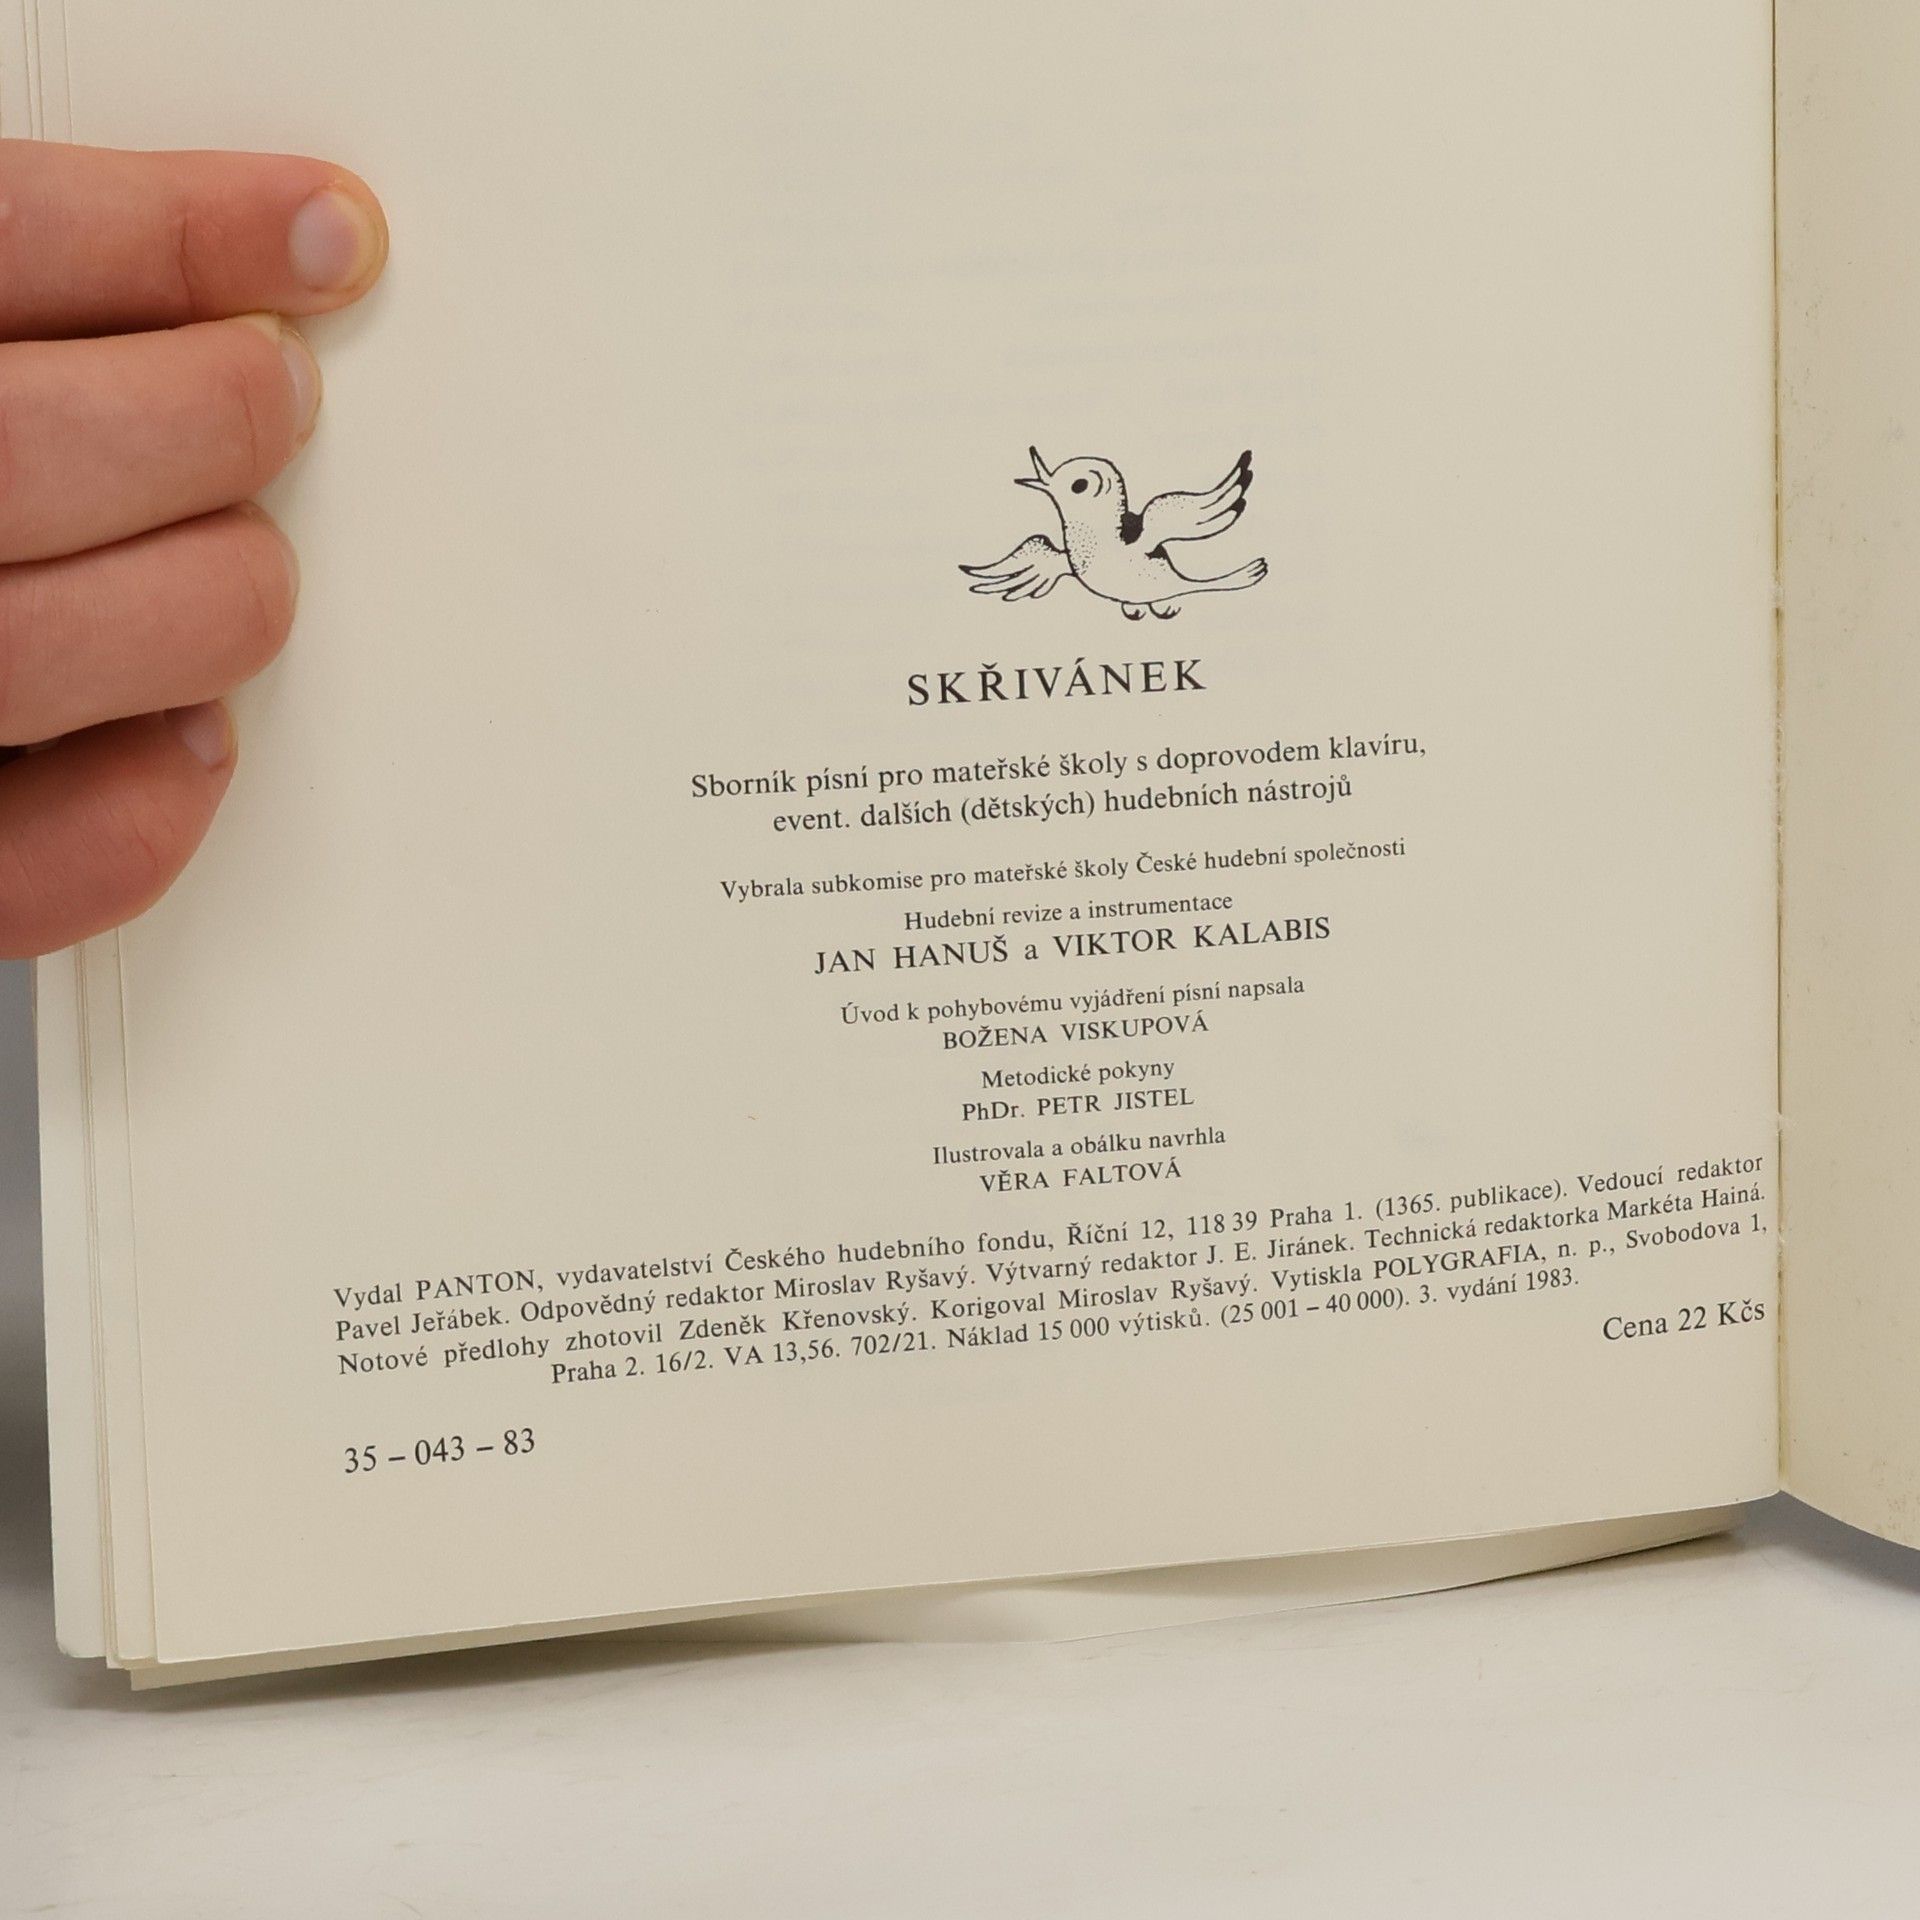 SKŘIVÁNEK
Sborník písní pro mateřské školy s doprovodem klavíru,
event. dalších (dětských) hudebních nástrojů
Vybrala subkomise pro mateřské školy České hudební společnosti
Hudební revize a instrumentace
JAN HANUŠ a VIKTOR KALABIS
Úvod k pohybovému vyjádření písní napsala
BOŽENA VISKUPOVÁ
Metodické pokyny
PhDr. PETR JISTEL
Ilustrovala a obálku navrhla
VĚRA FALTOVÁ
Vydal PANTON, vydavatelství Českého hudebního fondu, Říční 12, 118 39 Praha 1. (1365. publikace). Vedoucí redaktor
Pavel Jeřábek. Odpovědný redaktor Miroslav Ryšavý. Výtvarný redaktor J. E. Jiránek. Technická redaktorka Markéta Hainá.
Notové předlohy zhotovil Zdeněk Křenovský. Korigoval Miroslav Ryšavý. Vytiskla POLYGRAFIA, n. p., Svobodova 1,
Praha 2. 16/2. VA 13,56. 702/21. Náklad 15 000 výtisků. (25 001 – 40 000). 3. vydání 1983.
Cena 22 Kčs
35 – 043 – 83